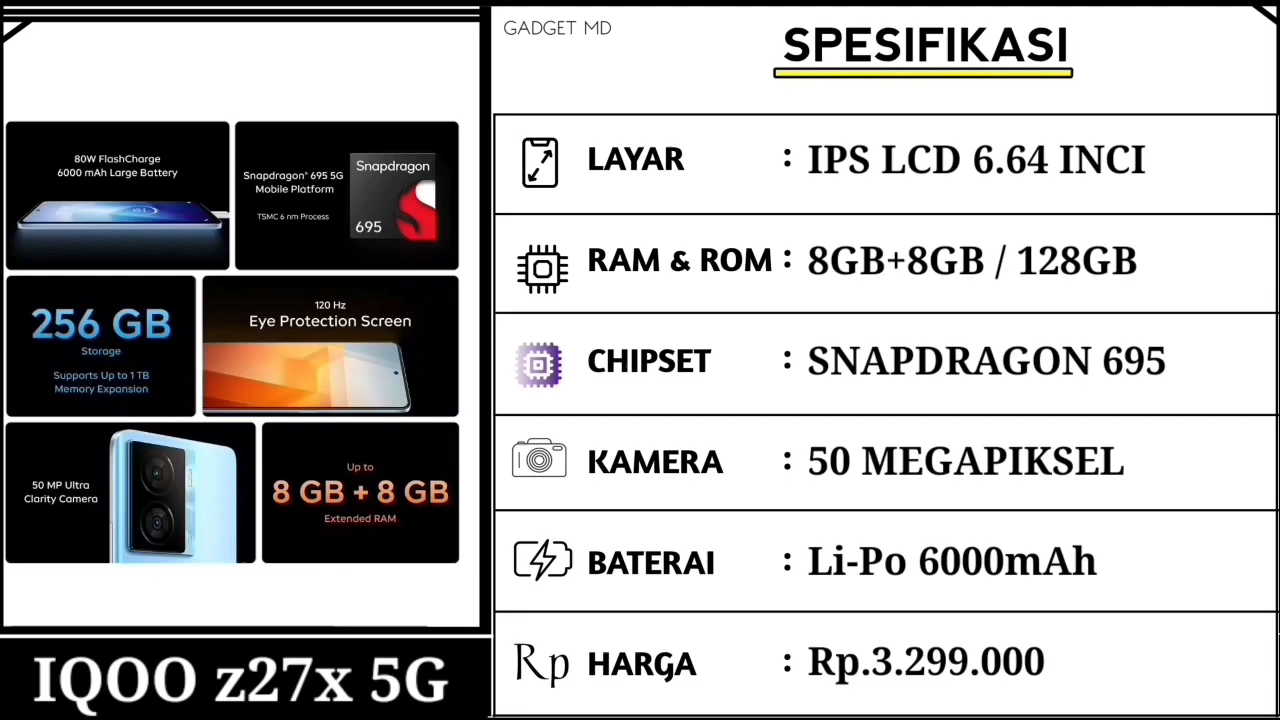 80W FlashCharge
6000 mAh Large Battery
Snapdragon® 695 5G
Mobile Platform
TSMC 6 nm Process
Snapdragon
695
256 GB
Storage
Supports Up to 1 TB
Memory Expansion
120 Hz
Eye Protection Screen
50 MP Ultra
Clarity Camera
Up to
8 GB + 8 GB
Extended RAM
IQOO z27x 5G
GADGET MD
SPESIFIKASI
LAYAR : IPS LCD 6.64 INCI
RAM & ROM : 8GB+8GB / 128GB
CHIPSET : SNAPDRAGON 695
KAMERA : 50 MEGAPIKSEL
BATERAI : Li-Po 6000mAh
Rp HARGA : Rp.3.299.000